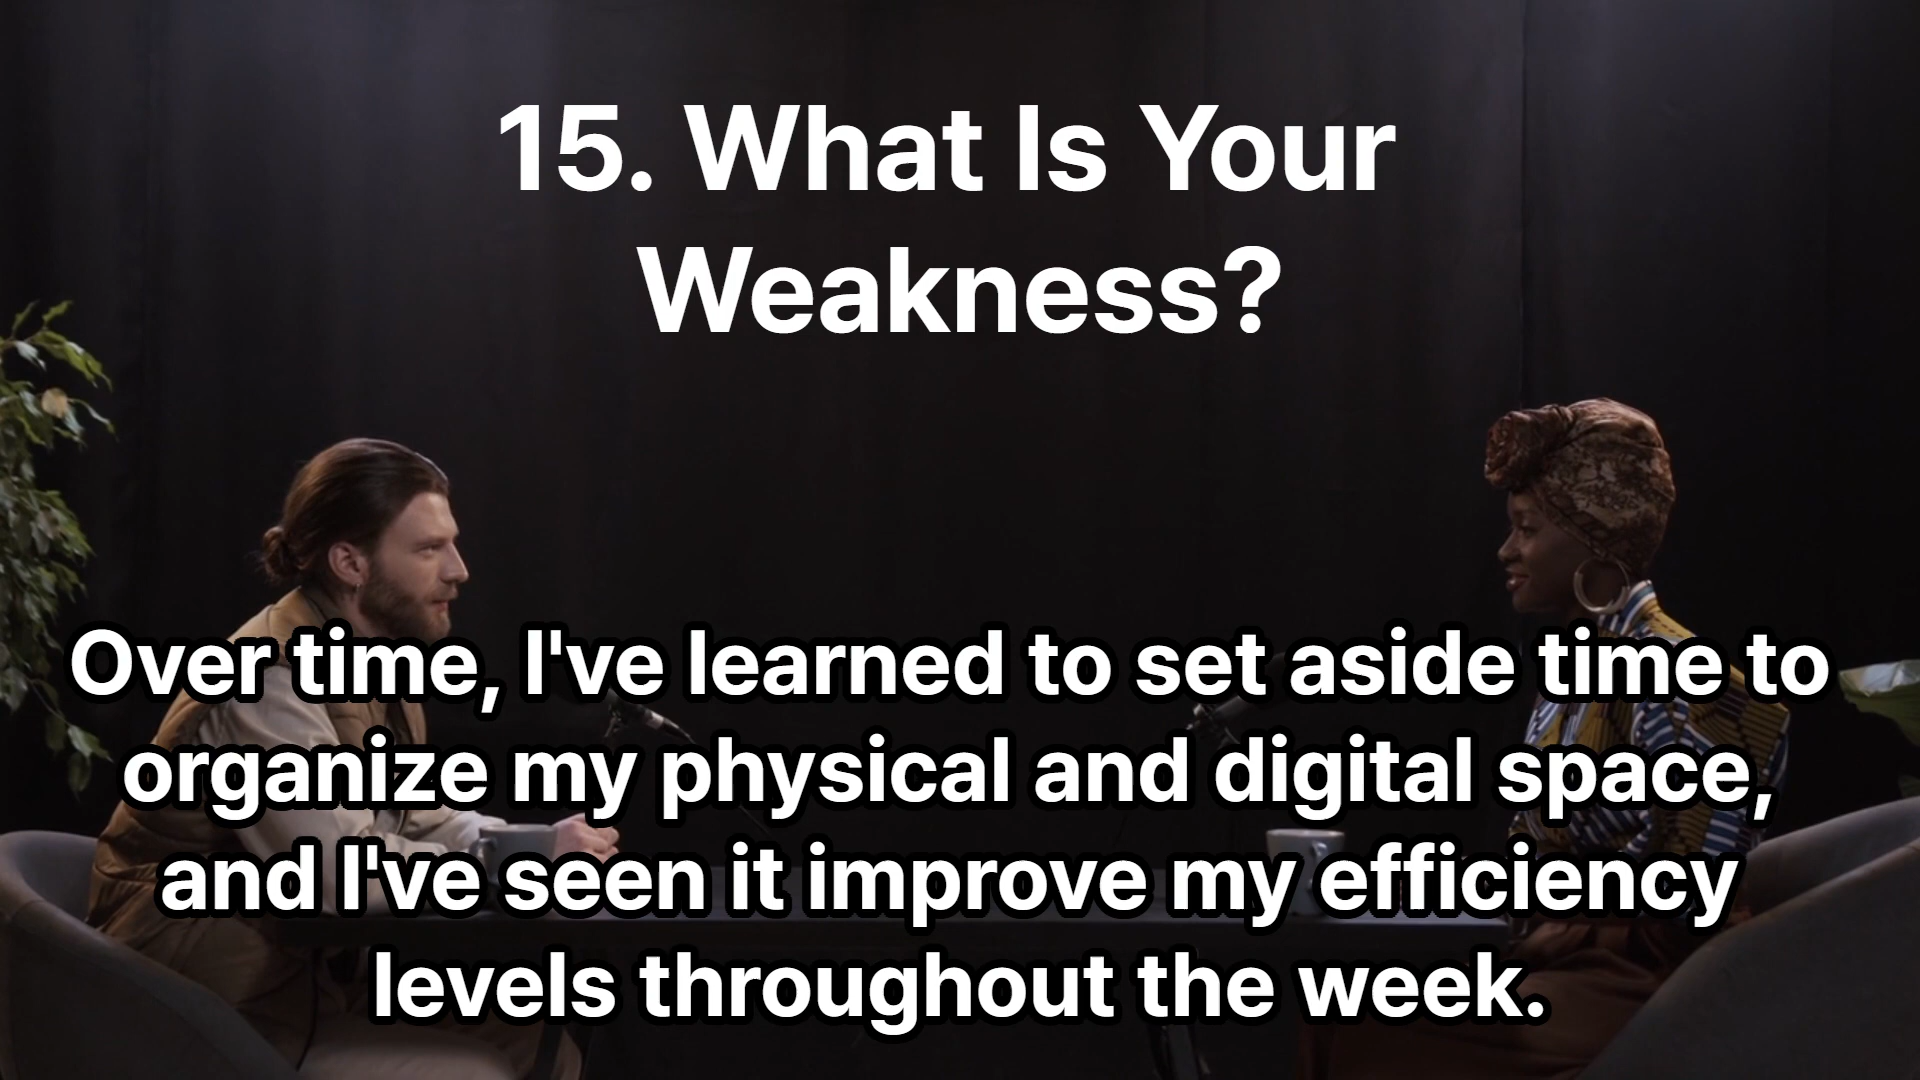 15. What Is Your
Weakness?
Over time, I've learned to set aside time to
organize my physical and digital space,
and I've seen it improve my efficiency
levels throughout the week.